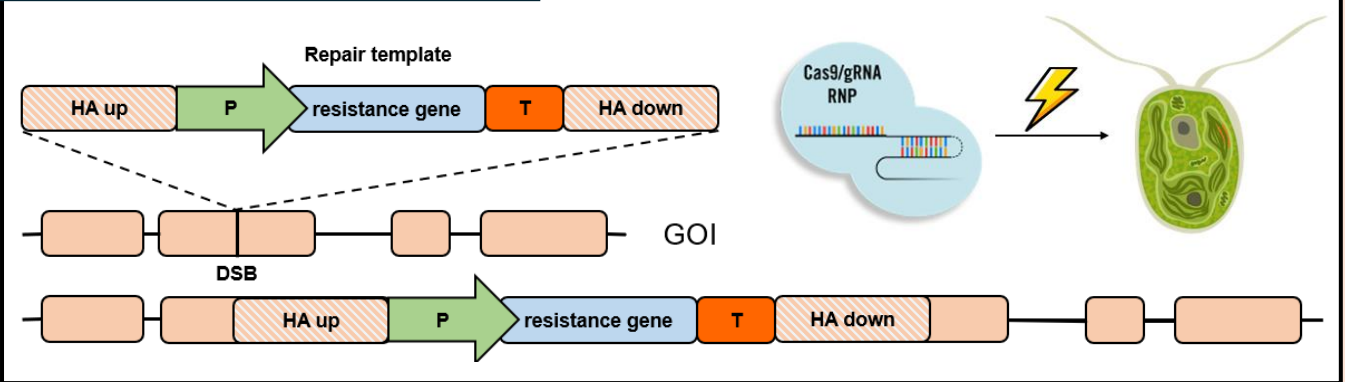 Repair template
HA up
P
resistance gene
T
HA down
Cas9/gRNA
RNP
GOI
DSB
HA up
P
resistance gene
T
HA down